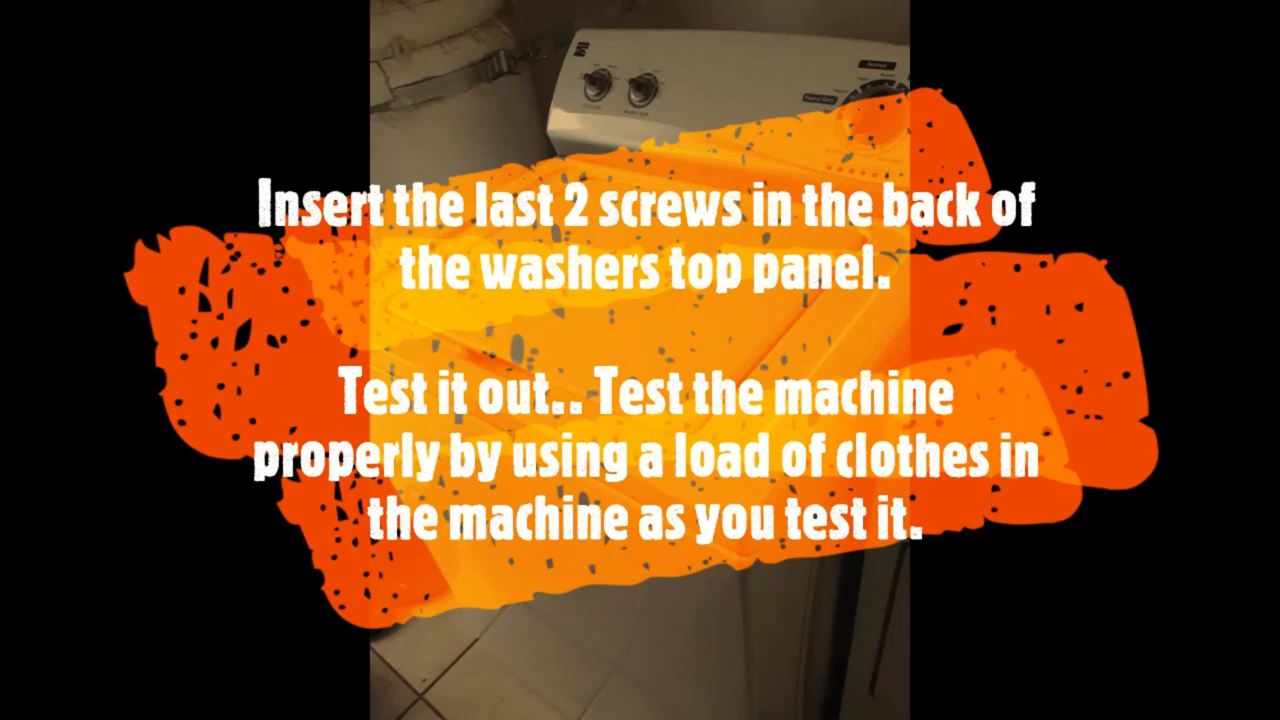 Insert the last 2 screws in the back of
the washers top panel.
Test it out.. Test the machine
properly by using a load of clothes in
the machine as you test it.